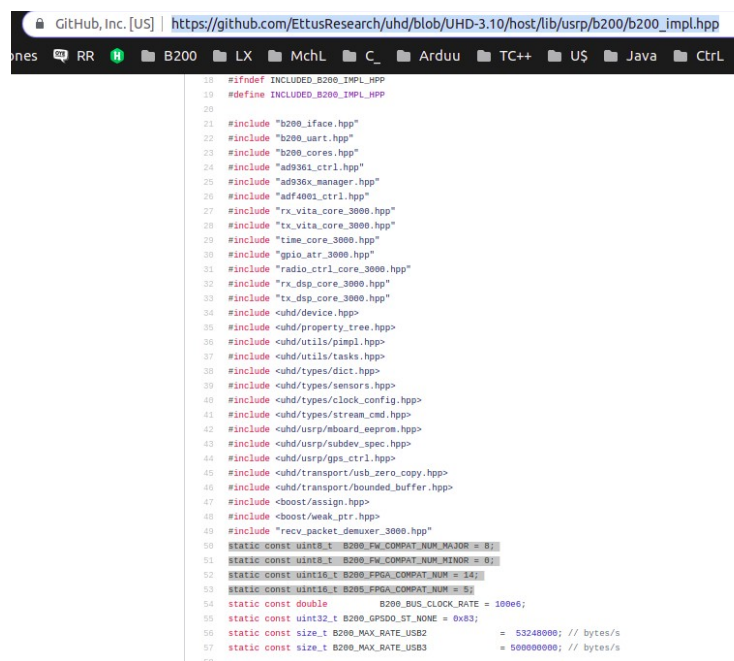 GitHub, Inc. [US] | https://github.com/EttusResearch/uhd/blob/UHD-3.10/host/lib/usrp/b200/b200_impl.hpp
ones RR B200 LX MchL C_ Arduu TC++ U$ Java CtrL
18 #ifndef INCLUDED_B200_IMPL_HPP
19 #define INCLUDED_B200_IMPL_HPP
20
21 #include "b200_iface.hpp"
22 #include "b200_uart.hpp"
23 #include "b200_cores.hpp"
24 #include "ad9361_ctrl.hpp"
25 #include "ad936x_manager.hpp"
26 #include "adf4001_ctrl.hpp"
27 #include "rx_vita_core_3000.hpp"
28 #include "tx_vita_core_3000.hpp"
29 #include "time_core_3000.hpp"
30 #include "gpio_atr_3000.hpp"
31 #include "radio_ctrl_core_3000.hpp"
32 #include "rx_dsp_core_3000.hpp"
33 #include "tx_dsp_core_3000.hpp"
34 #include <uhd/device.hpp>
35 #include <uhd/property_tree.hpp>
36 #include <uhd/utils/pimpl.hpp>
37 #include <uhd/utils/tasks.hpp>
38 #include <uhd/types/dict.hpp>
39 #include <uhd/types/sensors.hpp>
40 #include <uhd/types/clock_config.hpp>
41 #include <uhd/types/stream_cmd.hpp>
42 #include <uhd/usrp/mboard_eeprom.hpp>
43 #include <uhd/usrp/subdev_spec.hpp>
44 #include <uhd/usrp/gps_ctrl.hpp>
45 #include <uhd/transport/usb_zero_copy.hpp>
46 #include <uhd/transport/bounded_buffer.hpp>
47 #include <boost/assign.hpp>
48 #include <boost/weak_ptr.hpp>
49 #include "recv_packet_demuxer_3000.hpp"
50 static const uint8_t B200_FW_COMPAT_NUM_MAJOR = 8;
51 static const uint8_t B200_FW_COMPAT_NUM_MINOR = 0;
52 static const uint16_t B200_FPGA_COMPAT_NUM = 14;
53 static const uint16_t B205_FPGA_COMPAT_NUM = 5;
54 static const double B200_BUS_CLOCK_RATE = 100e6;
55 static const uint32_t B200_GPSDO_ST_NONE = 0x83;
56 static const size_t B200_MAX_RATE_USB2 = 53248000; // bytes/s
57 static const size_t B200_MAX_RATE_USB3 = 500000000; // bytes/s